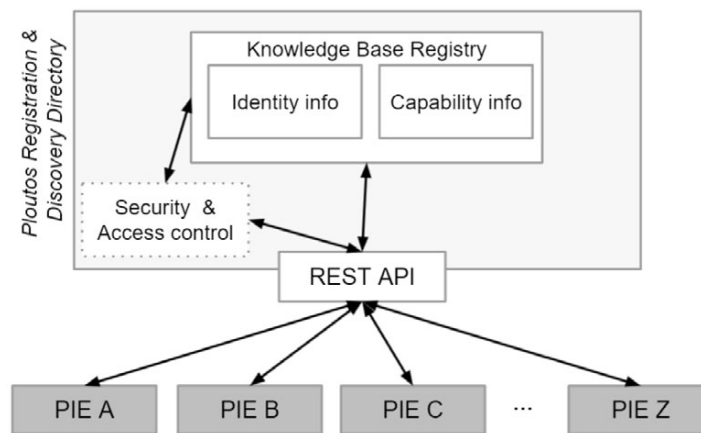 Ploutos Registration &
Discovery Directory
Knowledge Base Registry
Identity info
Capability info
Security & 
Access control
REST API
PIE A
PIE B
PIE C
...
PIE Z